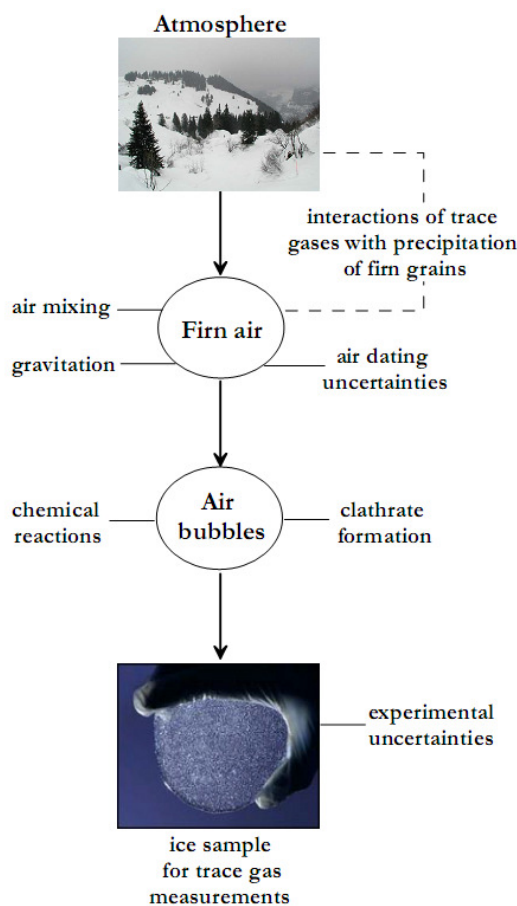 Atmosphere
interactions of trace
gases with precipitation
of firn grains
air mixing
Firn air
gravitation
air dating
uncertainties
chemical
reactions
Air
bubbles
clathrate
formation
experimental
uncertainties
ice sample
for trace gas
measurements